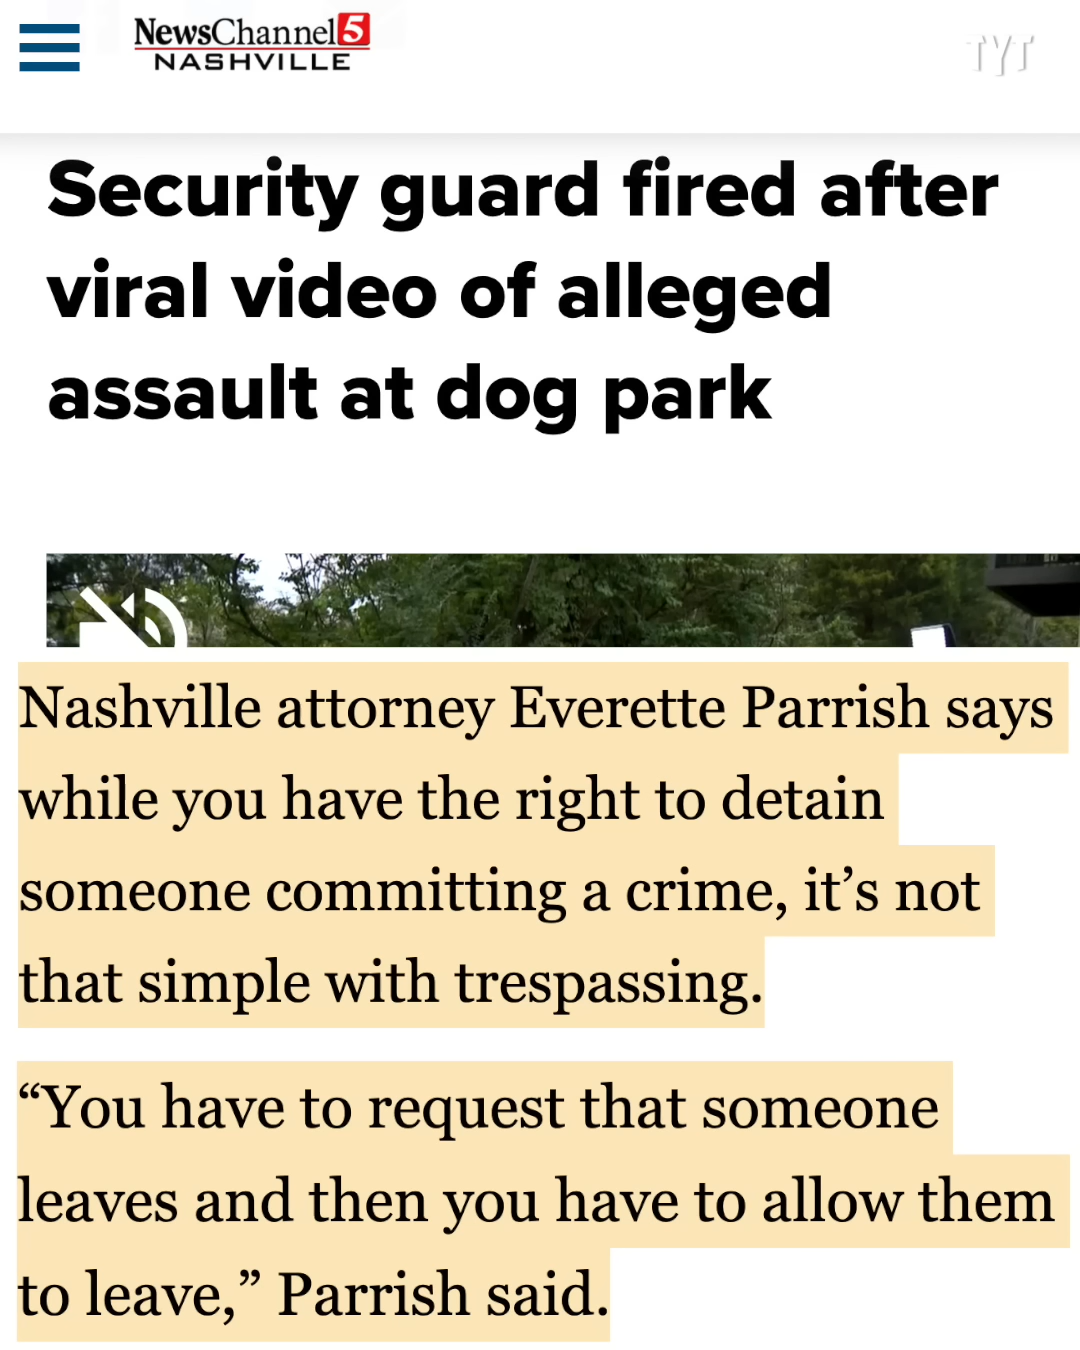 NewsChannel5
NASHVILLE
TYT
Security guard fired after
viral video of alleged
assault at dog park
Nashville attorney Everette Parrish says
while you have the right to detain
someone committing a crime, it’s not
that simple with trespassing.
“You have to request that someone
leaves and then you have to allow them
to leave,” Parrish said.